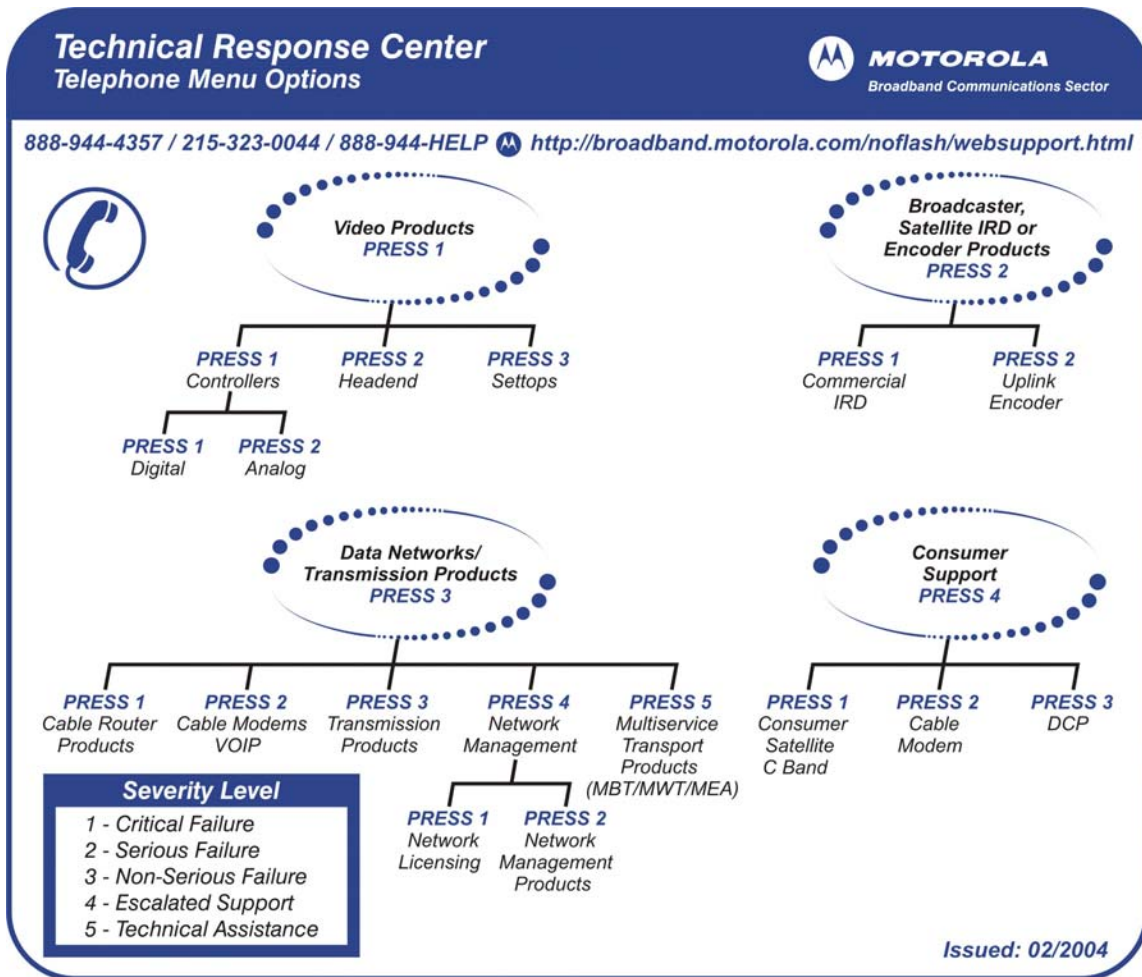 Technical Response Center
Telephone Menu Options
MOTOROLA
Broadband Communications Sector
888-944-4357 / 215-323-0044 / 888-944-HELP http://broadband.motorola.com/noflash/websupport.html
Video Products
PRESS 1
PRESS 1
Controllers
PRESS 2
Headend
PRESS 3
Settops
PRESS 1
Digital
PRESS 2
Analog
Broadcaster,
Satellite IRD or
Encoder Products
PRESS 2
PRESS 1
Commercial
IRD
PRESS 2
Uplink
Encoder
Data Networks/
Transmission Products
PRESS 3
PRESS 1
Cable Router
Products
PRESS 2
Cable Modems
VOIP
PRESS 3
Transmission
Products
PRESS 4
Network
Management
PRESS 5
Multiservice
Transport
Products
(MBT/MWT/MEA)
PRESS 1
Network
Licensing
PRESS 2
Network
Management
Products
Consumer
Support
PRESS 4
PRESS 1
Consumer
Satellite
C Band
PRESS 2
Cable
Modem
PRESS 3
DCP
Severity Level
1 - Critical Failure
2 - Serious Failure
3 - Non-Serious Failure
4 - Escalated Support
5 - Technical Assistance
Issued: 02/2004